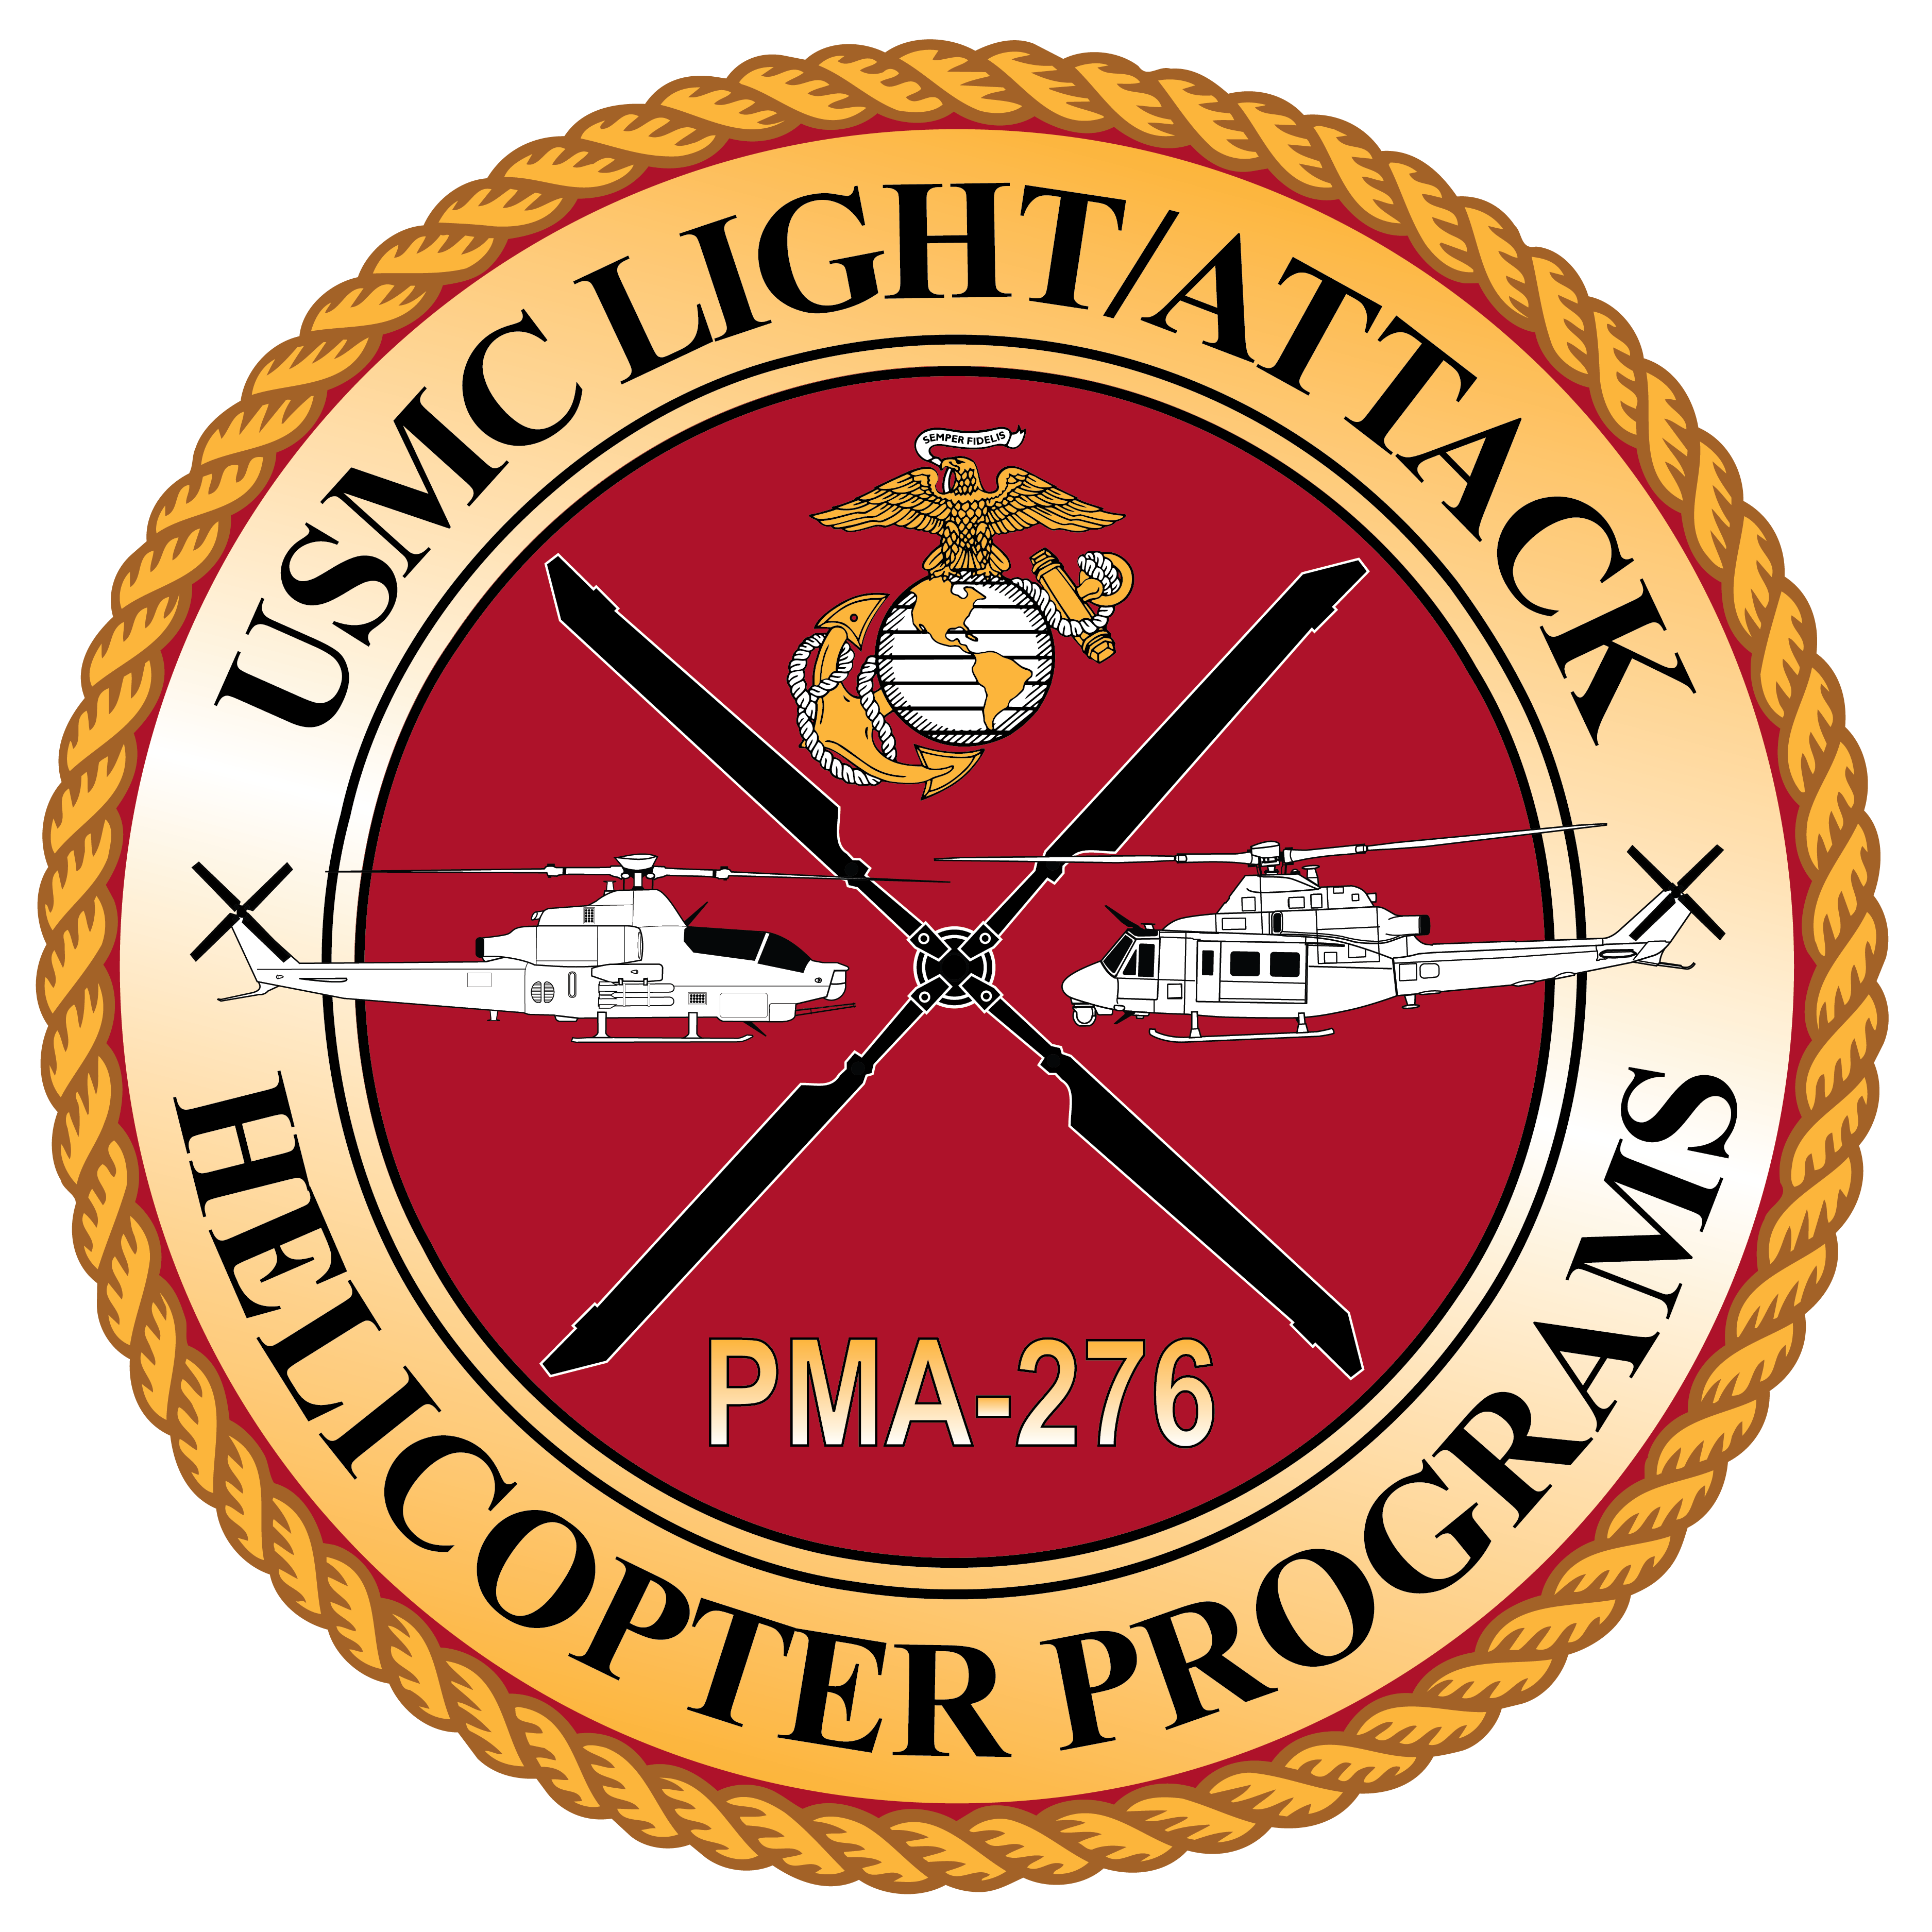 USMC LIGHT/ATTACK
SEMPER FIDELIS
PMA-276
HELICOPTER PROGRAMS